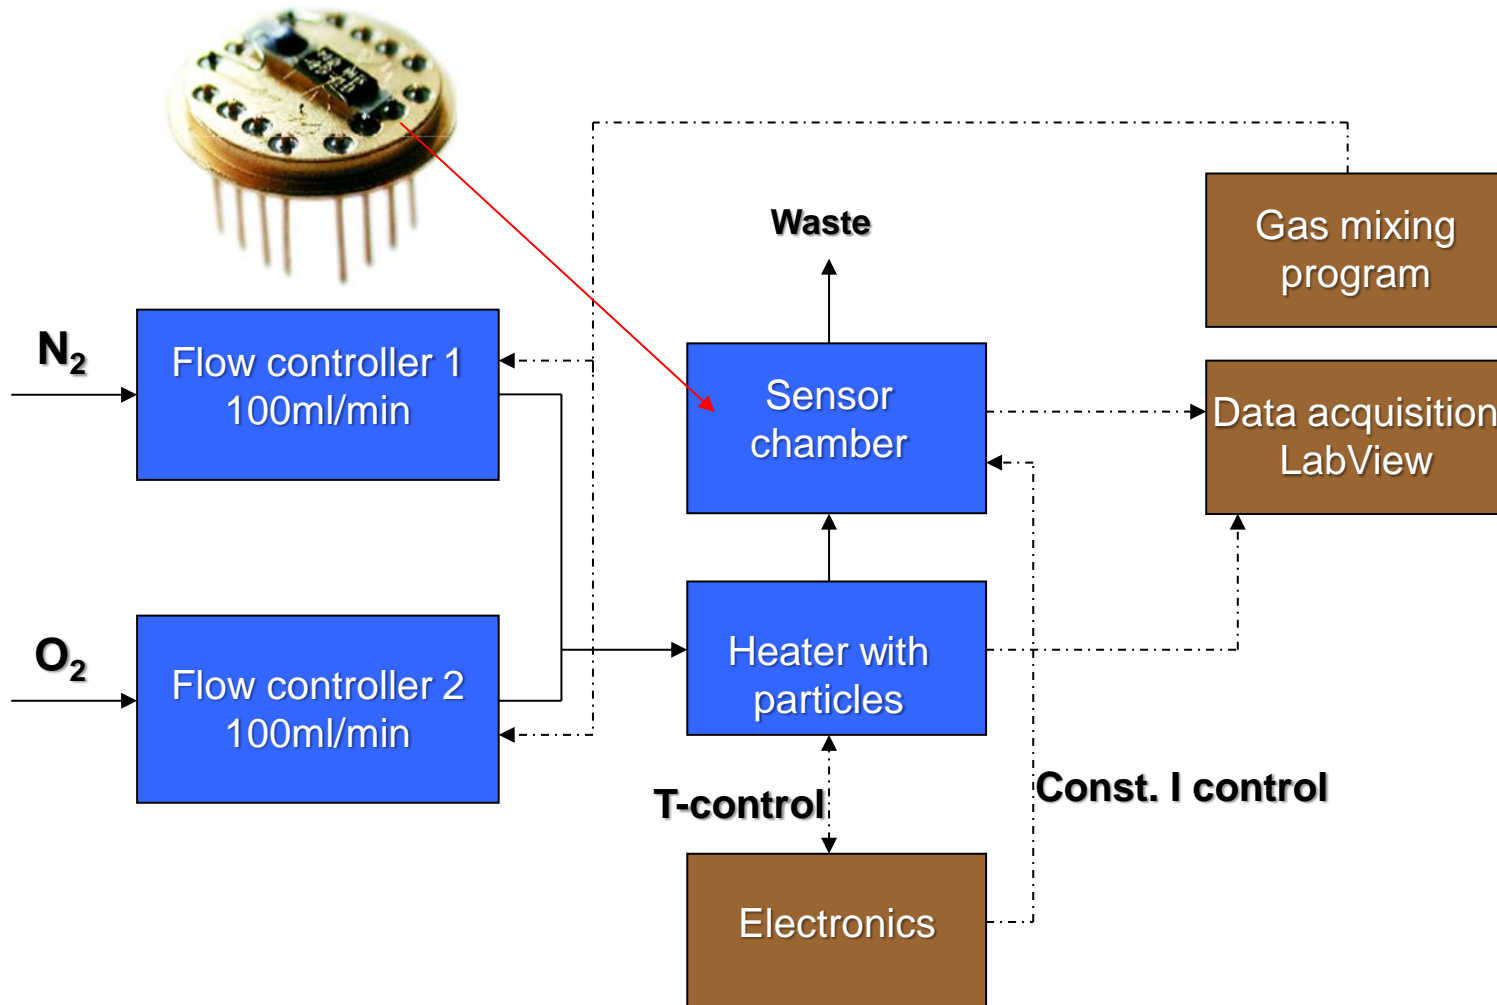 Waste
Gas mixing
program
N₂
Flow controller 1
100ml/min
Sensor
chamber
Data acquisition
LabView
O₂
Flow controller 2
100ml/min
Heater with
particles
T-control
Const. I control
Electronics